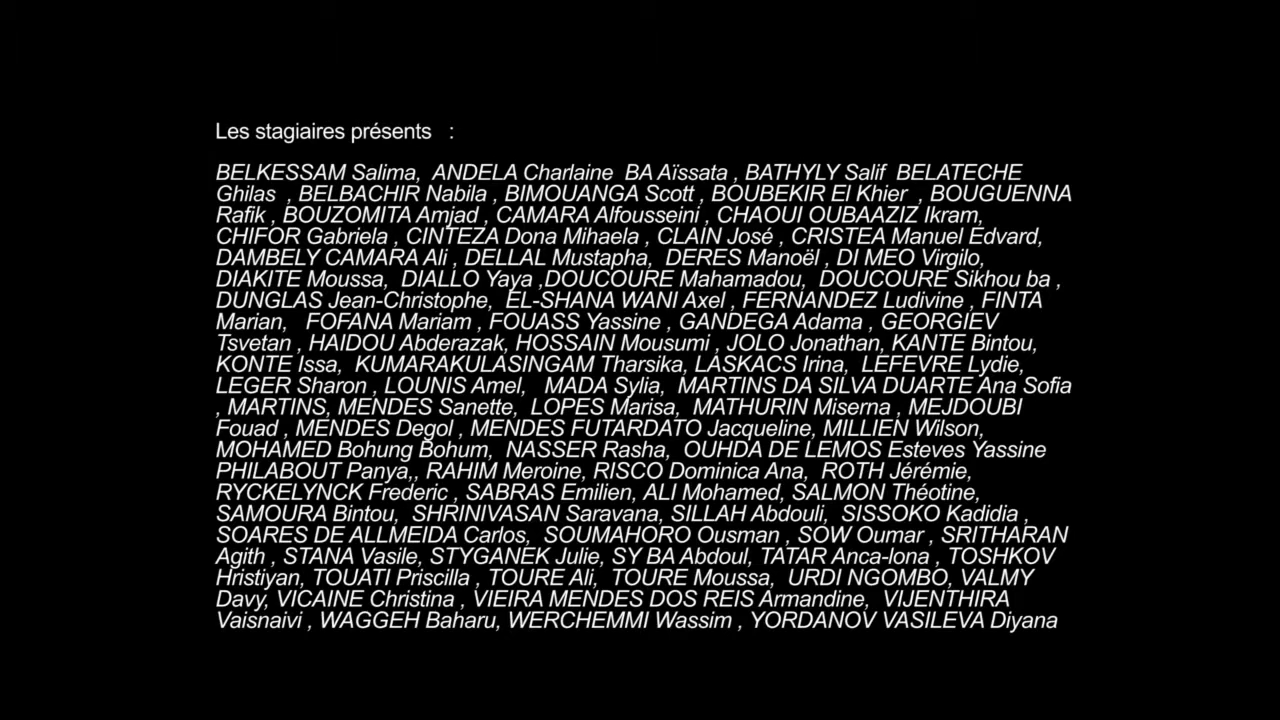 Les stagiaires présents :
BELKESSAM Salima, ANDELA Charlaine BA Aïssata , BATHYLY Salif BELATECHE
Ghilas , BELBACHIR Nabila , BIMOUANGA Scott , BOUBEKIR El Khier , BOUGUENNA
Rafik , BOUZOMITA Amjad , CAMARA Alfousseini , CHAOUI OUBAAZIZ Ikram,
CHIFOR Gabriela , CINTEZA Dona Mihaela , CLAIN José , CRISTEA Manuel Edvard,
DAMBELY CAMARA Ali , DELLAL Mustapha, DERES Manoël , DI MEO Virgilo,
DIAKITE Moussa, DIALLO Yaya ,DOUCOURE Mahamadou, DOUCOURE Sikhou ba ,
DUNGLAS Jean-Christophe, EL-SHANA WANI Axel , FERNANDEZ Ludivine , FINTA
Marian, FOFANA Mariam , FOUASS Yassine , GANDEGA Adama , GEORGIEV
Tsvetan , HAIDOU Abderazak, HOSSAIN Mousumi , JOLO Jonathan, KANTE Bintou,
KONTE Issa, KUMARAKULASINGAM Tharsika, LASKACS Irina, LEFEVRE Lydie,
LEGER Sharon , LOUNIS Amel, MADA Sylia, MARTINS DA SILVA DUARTE Ana Sofia
, MARTINS, MENDES Sanette, LOPES Marisa, MATHURIN Miserna , MEJDOUBI
Fouad , MENDES Degol , MENDES FUTARDATO Jacqueline, MILLIEN Wilson,
MOHAMED Bohung Bohum, NASSER Rasha, OUHDA DE LEMOS Esteves Yassine
PHILABOUT Panya,, RAHIM Meroine, RISCO Dominica Ana, ROTH Jérémie,
RYCKELYNCK Frederic , SABRAS Emilien, ALI Mohamed, SALMON Théotine,
SAMOURA Bintou, SHRINIVASAN Saravana, SILLAH Abdouli, SISSOKO Kadidia ,
SOARES DE ALLMEIDA Carlos, SOUMAHORO Ousman , SOW Oumar , SRITHARAN
Agith , STANA Vasile, STYGANEK Julie, SY BA Abdoul, TATAR Anca-lona , TOSHKOV
Hristiyan, TOUATI Priscilla , TOURE Ali, TOURE Moussa, URDI NGOMBO, VALMY
Davy, VICAINE Christina , VIEIRA MENDES DOS REIS Armandine, VIJENTHIRA
Vaisnaivi , WAGGEH Baharu, WERCHEMMI Wassim , YORDANOV VASILEVA Diyana